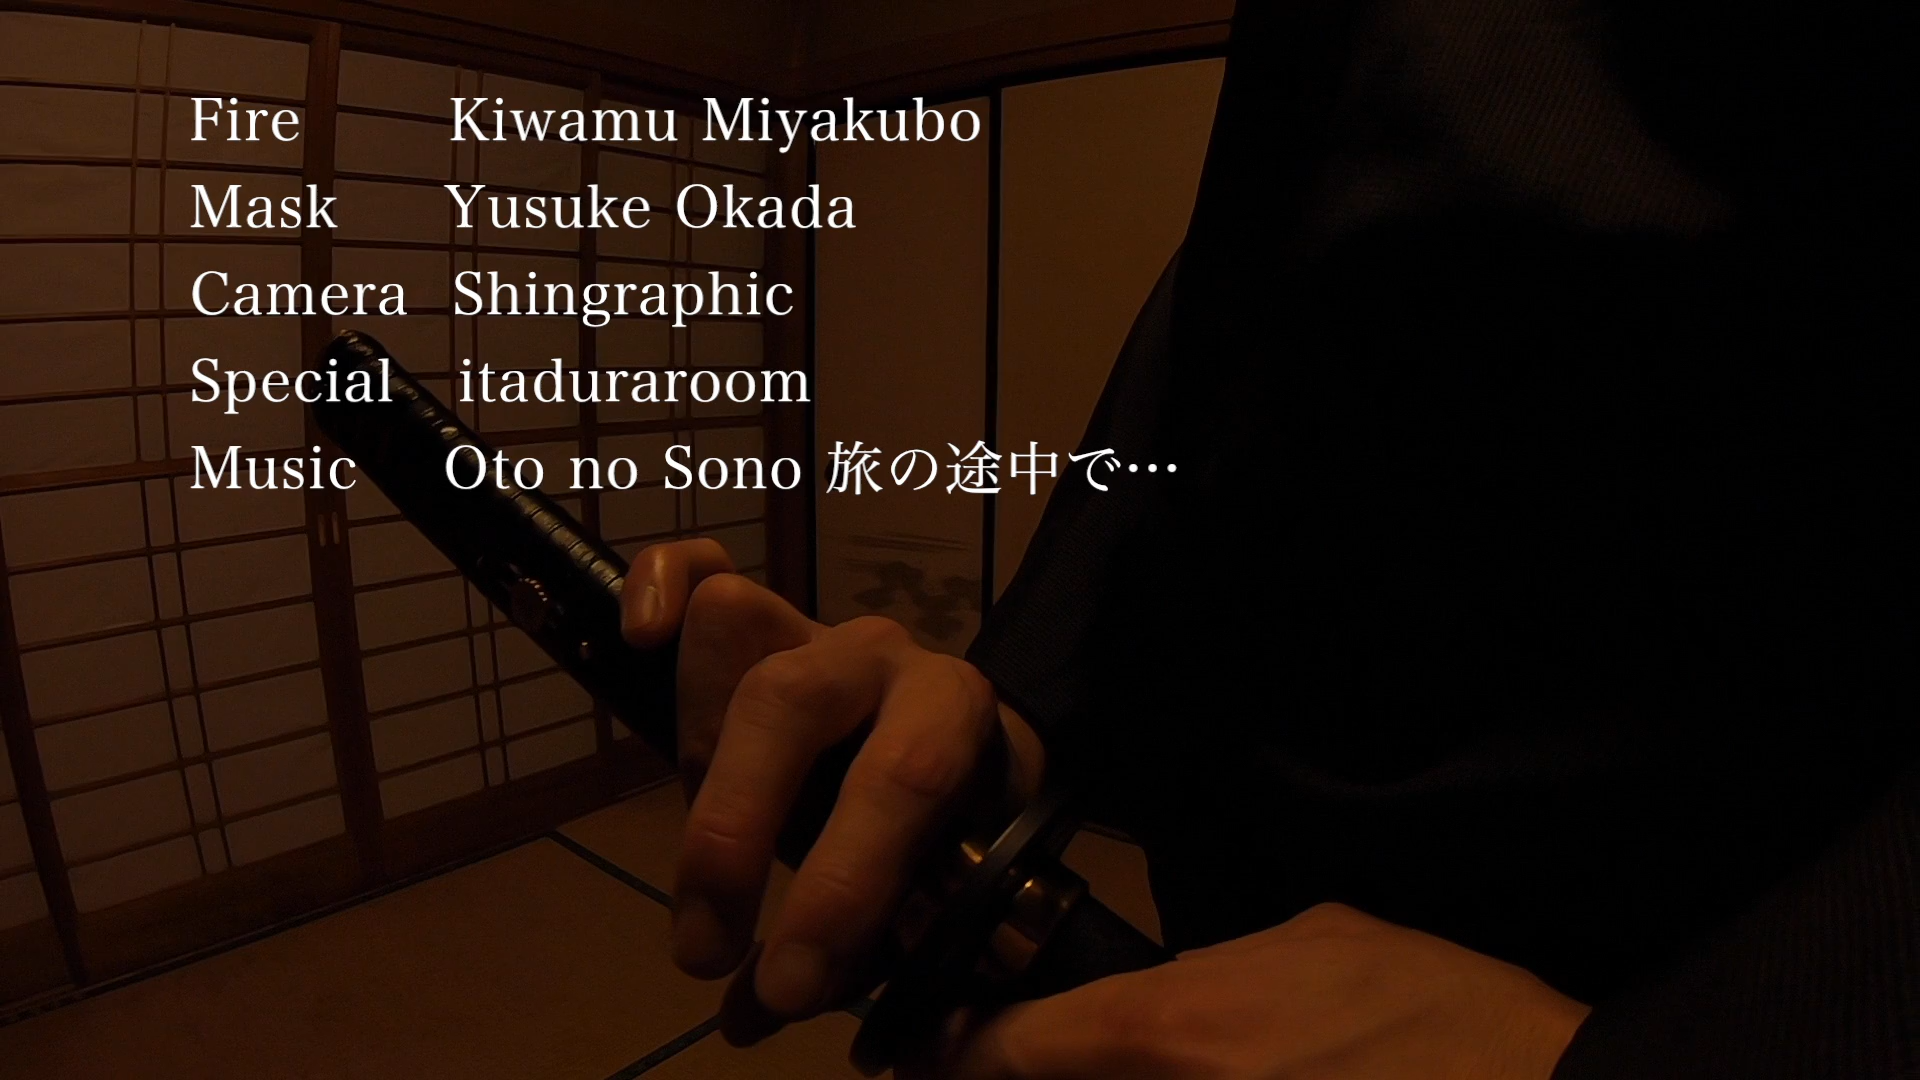 Fire Kiwamu Miyakubo
Mask Yusuke Okada
Camera Shingraphic
Special itaduraroom
Music Oto no Sono 旅の途中で…